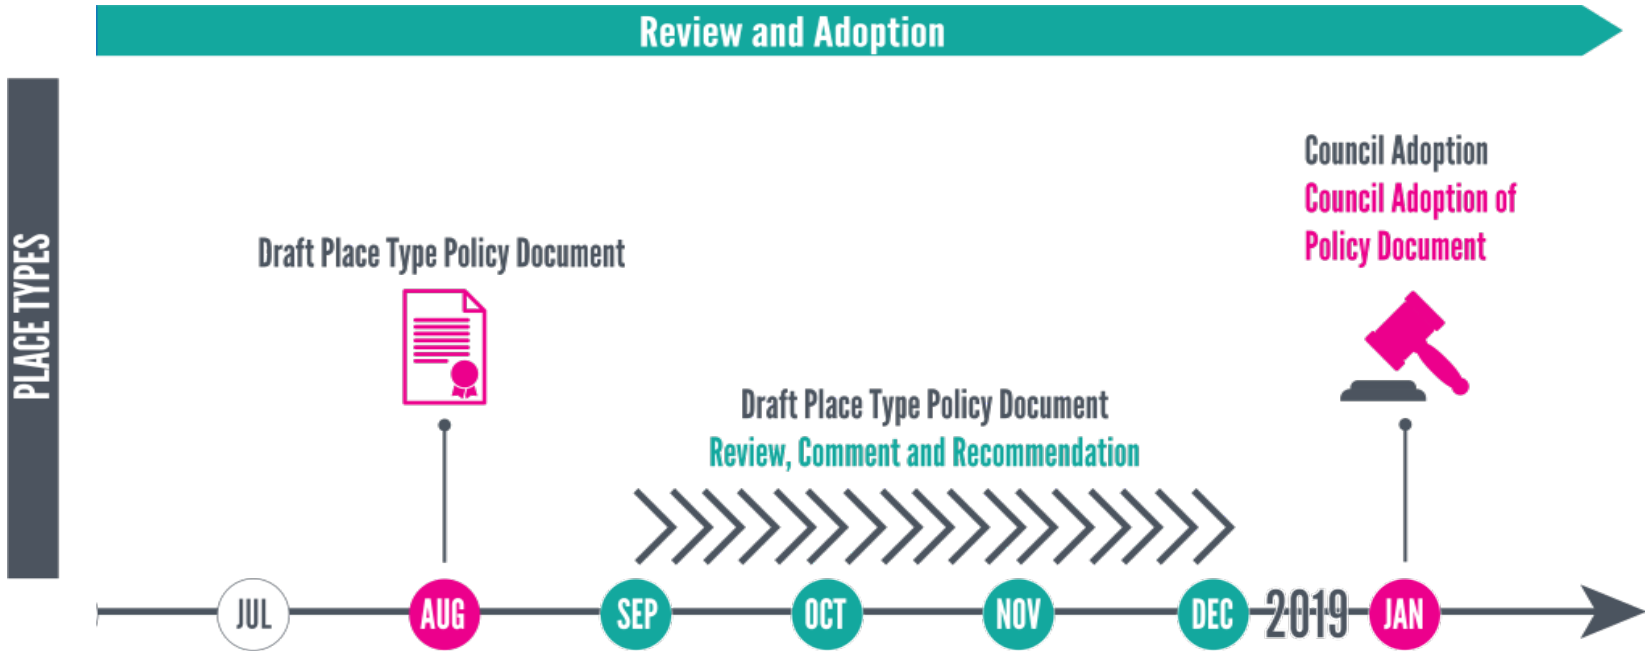 Review and Adoption
PLACE TYPES
Council Adoption
Council Adoption of
Policy Document
Draft Place Type Policy Document
Draft Place Type Policy Document
Review, Comment and Recommendation
JUL
AUG
SEP
OCT
NOV
DEC
2019
JAN